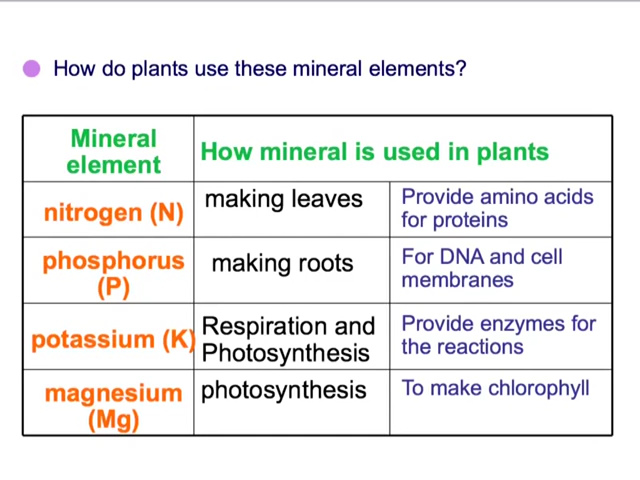 How do plants use these mineral elements?
Mineral
element
How mineral is used in plants
nitrogen (N)
making leaves
Provide amino acids
for proteins
phosphorus
(P)
making roots
For DNA and cell
membranes
potassium (K)
Respiration and
Photosynthesis
Provide enzymes for
the reactions
magnesium
(Mg)
photosynthesis
To make chlorophyll